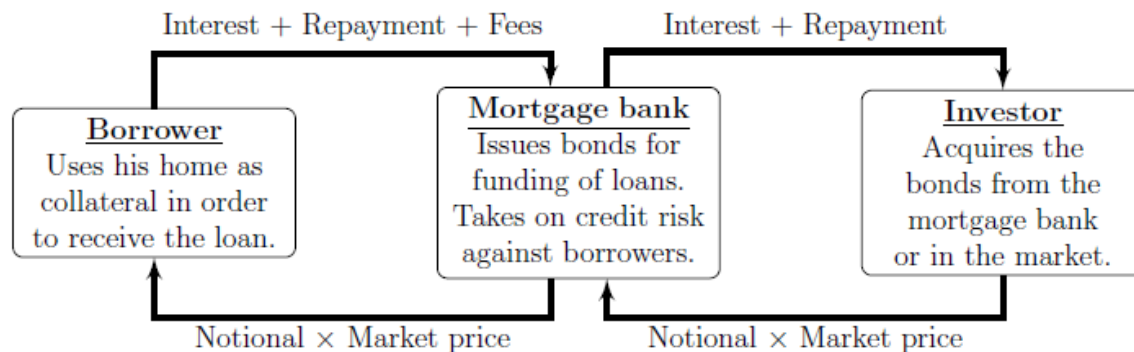 Interest + Repayment + Fees
Interest + Repayment
Borrower
Uses his home as
collateral in order
to receive the loan.
Mortgage bank
Issues bonds for
funding of loans.
Takes on credit risk
against borrowers.
Investor
Acquires the
bonds from the
mortgage bank
or in the market.
Notional × Market price
Notional × Market price